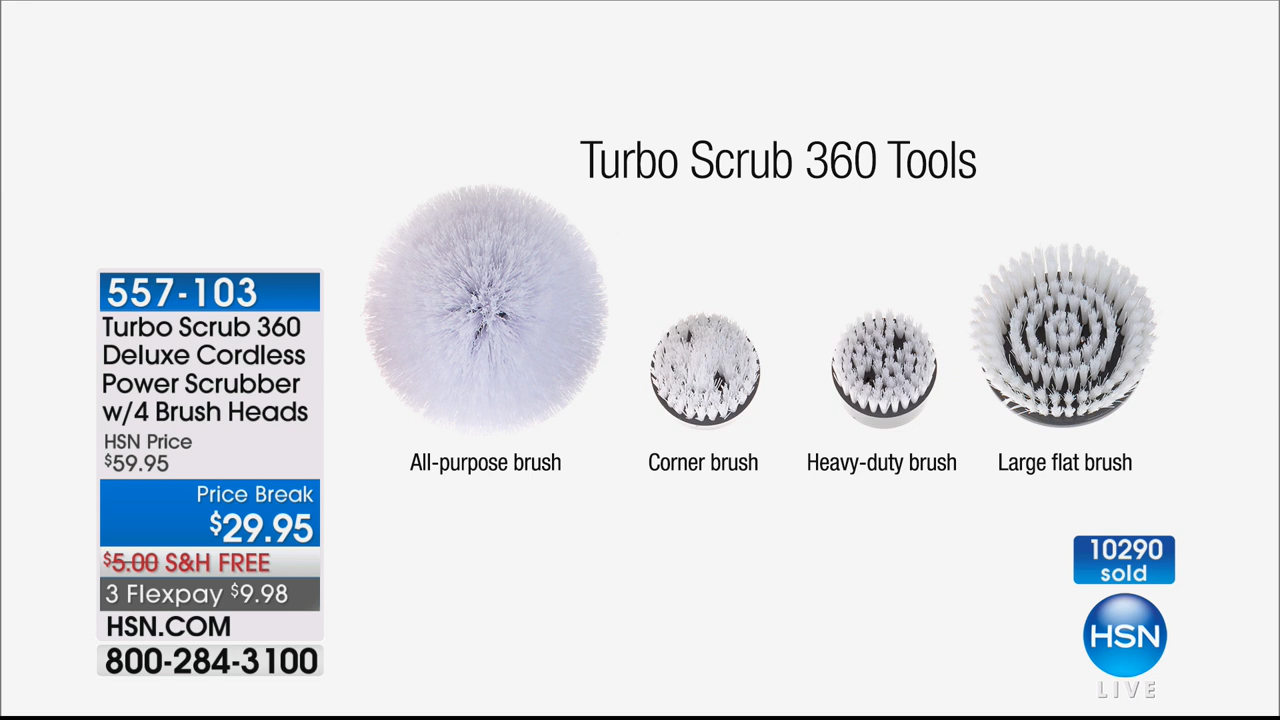 Turbo Scrub 360 Tools
557-103
Turbo Scrub 360
Deluxe Cordless
Power Scrubber
w/4 Brush Heads
HSN Price
$59.95
Price Break
$29.95
$5.00 S&H FREE
3 Flexpay $9.98
HSN.COM
800-284-3100
All-purpose brush
Corner brush
Heavy-duty brush
Large flat brush
10290
sold
HSN
LIVE